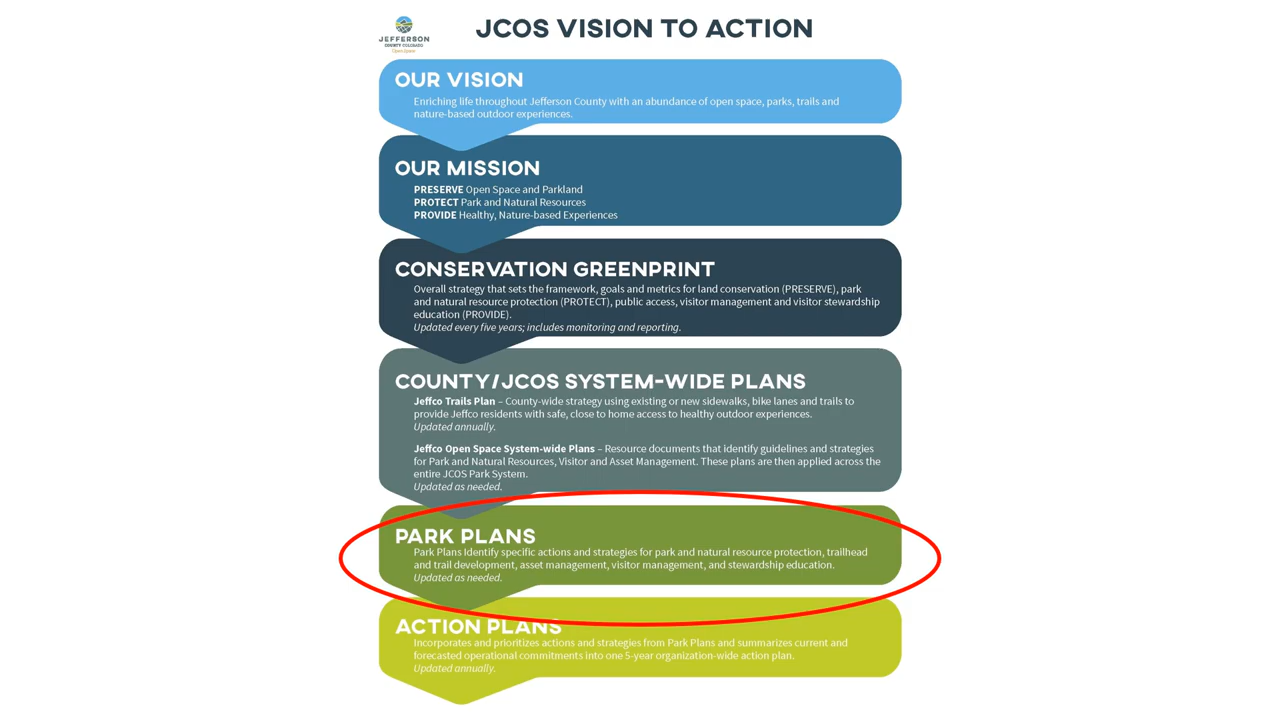 JEFFERSON
COUNTY COLORADO
Open Space
JCOS VISION TO ACTION
OUR VISION
Enriching life throughout Jefferson County with an abundance of open space, parks, trails and
nature-based outdoor experiences.
OUR MISSION
PRESERVE Open Space and Parkland
PROTECT Park and Natural Resources
PROVIDE Healthy, Nature-based Experiences
CONSERVATION GREENPRINT
Overall strategy that sets the framework, goals and metrics for land conservation (PRESERVE), park
and natural resource protection (PROTECT), public access, visitor management and visitor stewardship
education (PROVIDE).
Updated every five years; includes monitoring and reporting.
COUNTY/JCOS SYSTEM-WIDE PLANS
Jeffco Trails Plan – County-wide strategy using existing or new sidewalks, bike lanes and trails to
provide Jeffco residents with safe, close to home access to healthy outdoor experiences.
Updated annually.
Jeffco Open Space System-wide Plans – Resource documents that identify guidelines and strategies
for Park and Natural Resources, Visitor and Asset Management. These plans are then applied across the
entire JCOS Park System.
Updated as needed.
PARK PLANS
Park Plans Identify specific actions and strategies for park and natural resource protection, trailhead
and trail development, asset management, visitor management, and stewardship education.
Updated as needed.
ACTION PLANS
Incorporates and prioritizes actions and strategies from Park Plans and summarizes current and
forecasted operational commitments into one 5-year organization-wide action plan.
Updated annually.